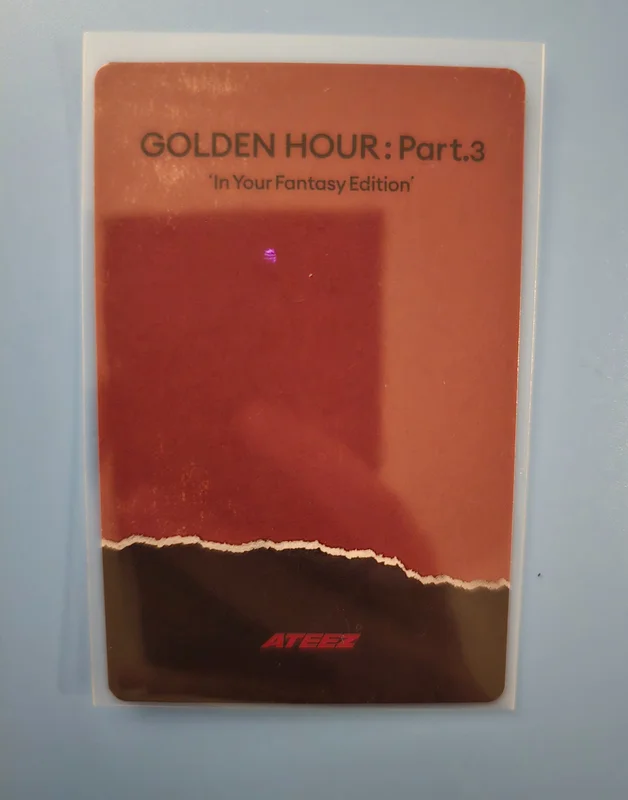 GOLDEN HOUR : Part.3
'In Your Fantasy Edition'
ATEEZ